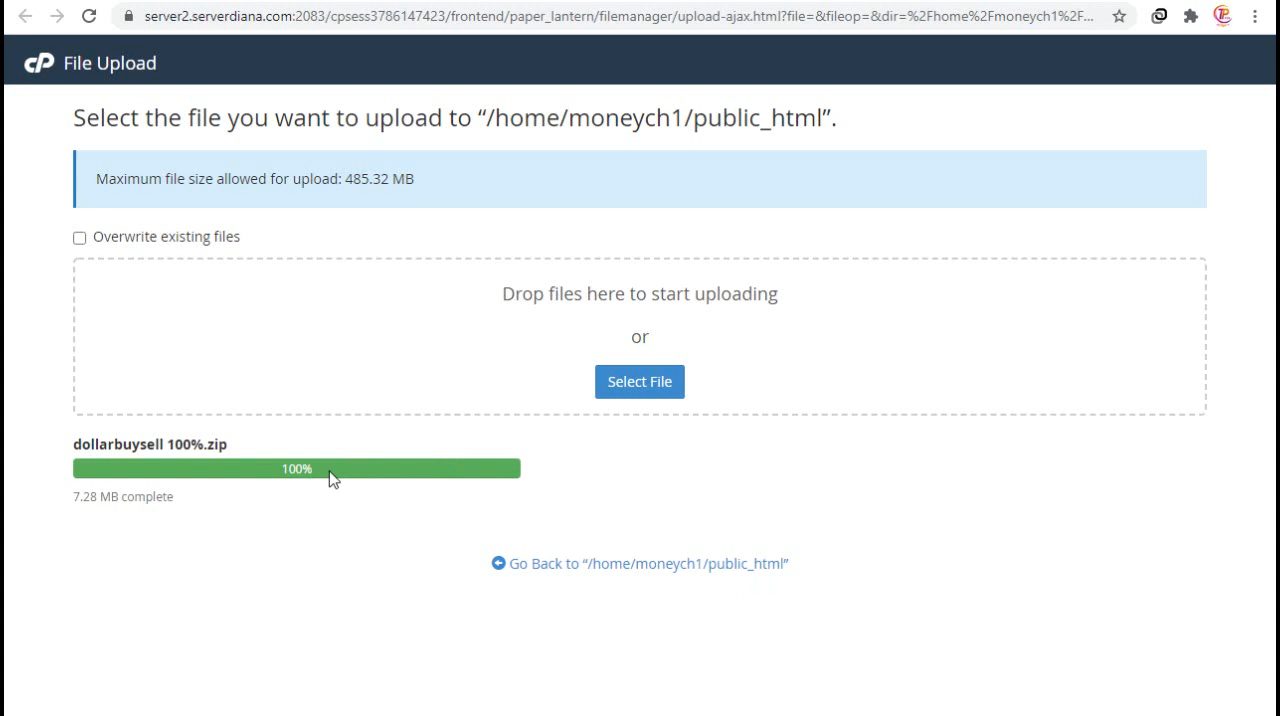 server2.serverdiana.com:2083/cpsess3786147423/frontend/paper_lantern/filemanager/upload-ajax.html?file=&fileop=&dir=%2Fhome%2Fmoneych1%2F...
cP File Upload
Select the file you want to upload to “/home/moneych1/public_html”.
Maximum file size allowed for upload: 485.32 MB
Overwrite existing files
Drop files here to start uploading
or
Select File
dollarbuysell 100%.zip
100%
7.28 MB complete
Go Back to “/home/moneych1/public_html”